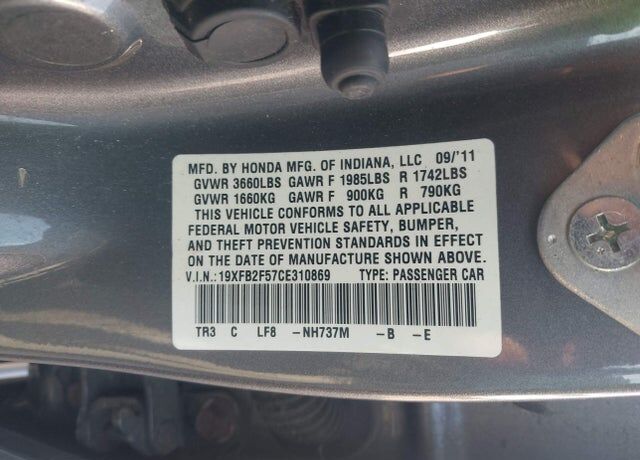 MFD. BY HONDA MFG. OF INDIANA, LLC 09/'11
GVWR 3660LBS GAWR F 1985LBS R 1742LBS
GVWR 1660KG GAWR F 900KG R 790KG
THIS VEHICLE CONFORMS TO ALL APPLICABLE
FEDERAL MOTOR VEHICLE SAFETY, BUMPER,
AND THEFT PREVENTION STANDARDS IN EFFECT
ON THE DATE OF MANUFACTURE SHOWN ABOVE.
V.I.N.:19XFB2F57CE310869 TYPE: PASSENGER CAR
TR3 C LF8 -NH737M -B -E